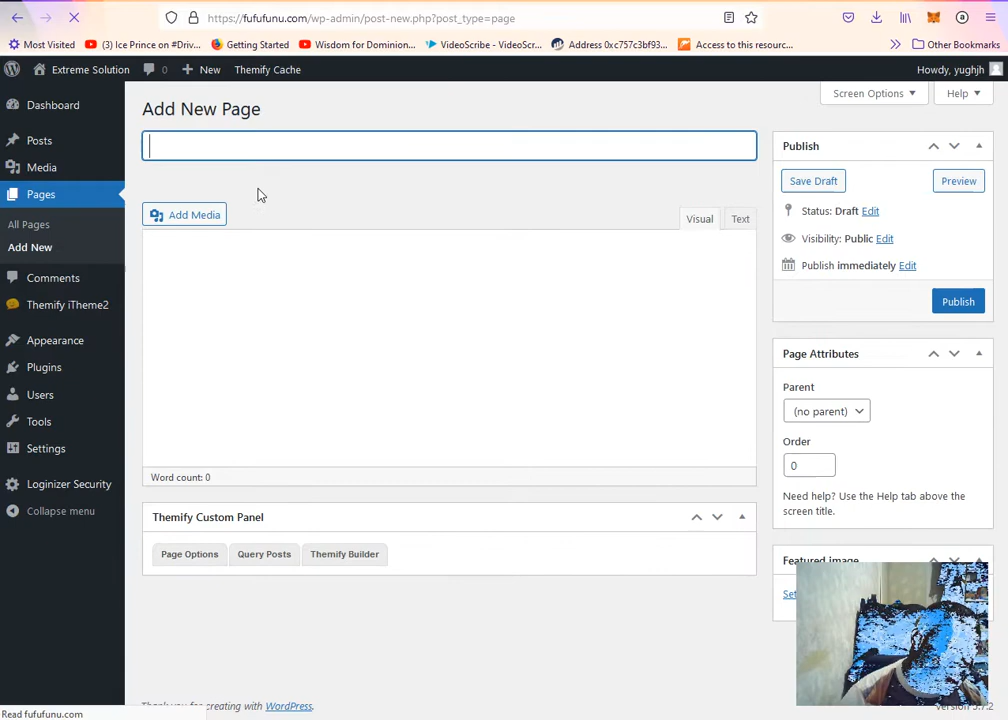 https://fufufunu.com/wp-admin/post-new.php?post_type=page
Most Visited
(3) Ice Prince on #Driv...
Getting Started
Wisdom for Dominion...
VideoScribe - VideoScr...
Address 0xc757c3bf93...
Access to this resourc...
Other Bookmarks
Extreme Solution
0
New
Themify Cache
Howdy, yughjh
Dashboard
Posts
Media
Pages
All Pages
Add New
Comments
Themify iTheme2
Appearance
Plugins
Users
Tools
Settings
Loginizer Security
Collapse menu
Screen Options
Help
Add New Page
Add Media
Visual
Text
Word count: 0
Themify Custom Panel
Page Options
Query Posts
Themify Builder
Publish
Save Draft
Preview
Status: Draft Edit
Visibility: Public Edit
Publish immediately Edit
Publish
Page Attributes
Parent
(no parent)
Order
0
Need help? Use the Help tab above the
screen title.
Featured image
Set
Thank you for creating with WordPress.
Read fufufunu.com